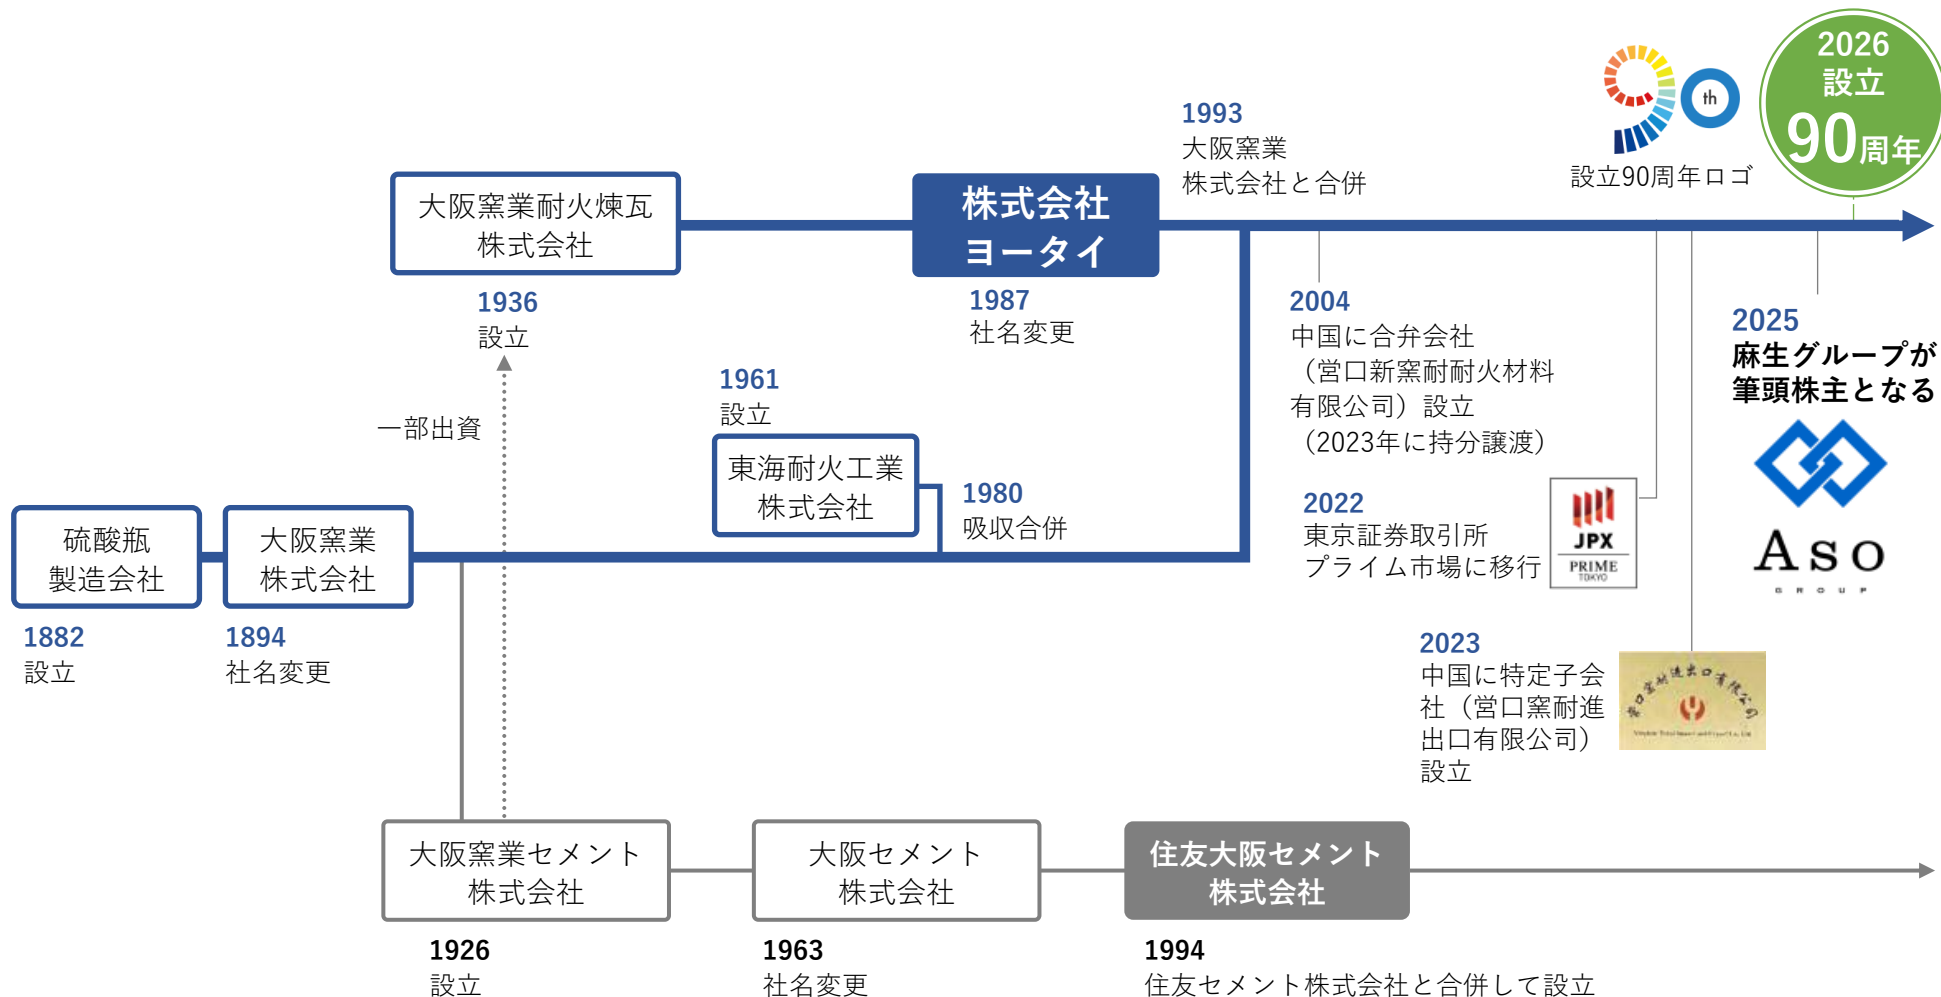 2026
設立
90周年
th
設立90周年ロゴ
1993
大阪窯業
株式会社と合併
大阪窯業耐火煉瓦
株式会社
1936
設立
株式会社
ヨータイ
1987
社名変更
2004
中国に合弁会社
（営口新窯耐耐火材料
有限公司）設立
（2023年に持分譲渡）
2025
麻生グループが
筆頭株主となる
Aso
GROUP
一部出資
1961
設立
東海耐火工業
株式会社
1980
吸収合併
2022
東京証券取引所
プライム市場に移行
JPX
PRIME
TOKYO
硫酸瓶
製造会社
1882
設立
大阪窯業
株式会社
1894
社名変更
2023
中国に特定子会
社（営口窯耐進
出口有限公司）
設立
大阪窯業セメント
株式会社
1926
設立
大阪セメント
株式会社
1963
社名変更
住友大阪セメント
株式会社
1994
住友セメント株式会社と合併して設立